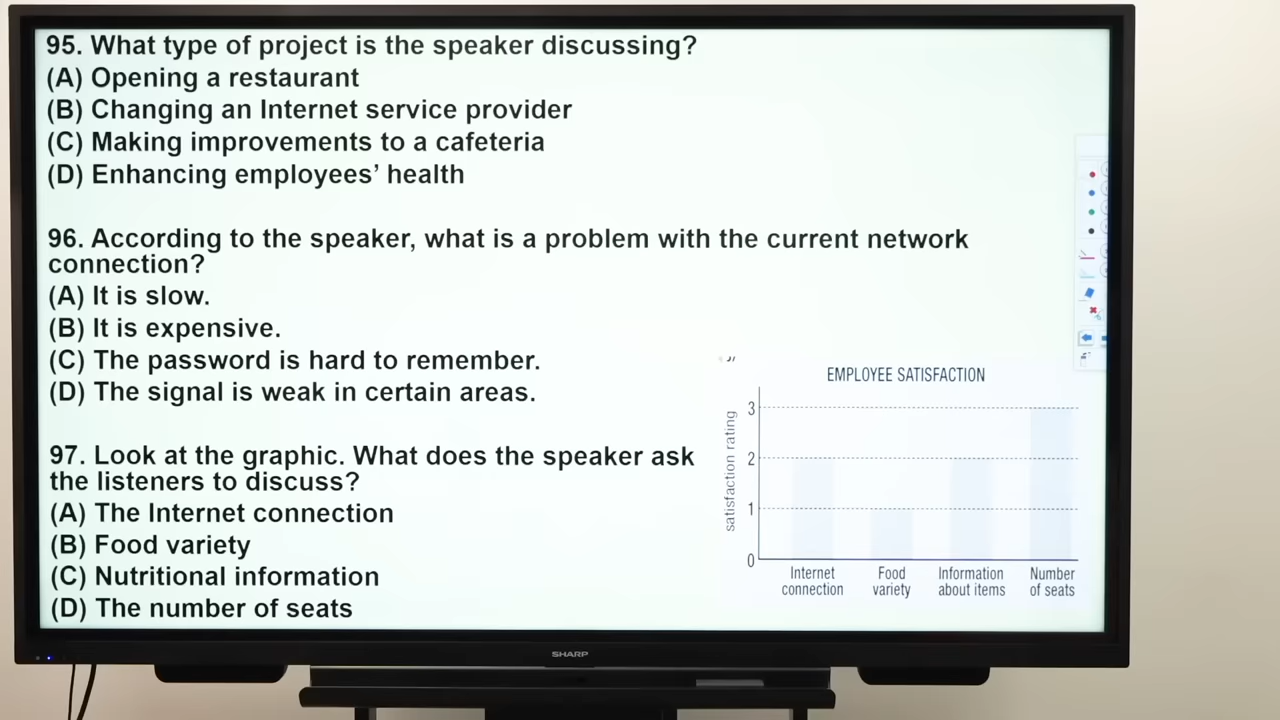 95. What type of project is the speaker discussing?
(A) Opening a restaurant
(B) Changing an Internet service provider
(C) Making improvements to a cafeteria
(D) Enhancing employees’ health
96. According to the speaker, what is a problem with the current network
connection?
(A) It is slow.
(B) It is expensive.
(C) The password is hard to remember.
(D) The signal is weak in certain areas.
97. Look at the graphic. What does the speaker ask
the listeners to discuss?
(A) The Internet connection
(B) Food variety
(C) Nutritional information
(D) The number of seats
EMPLOYEE SATISFACTION
satisfaction rating
3
2
1
0
Internet
connection
Food
variety
Information
about items
Number
of seats
SHARP